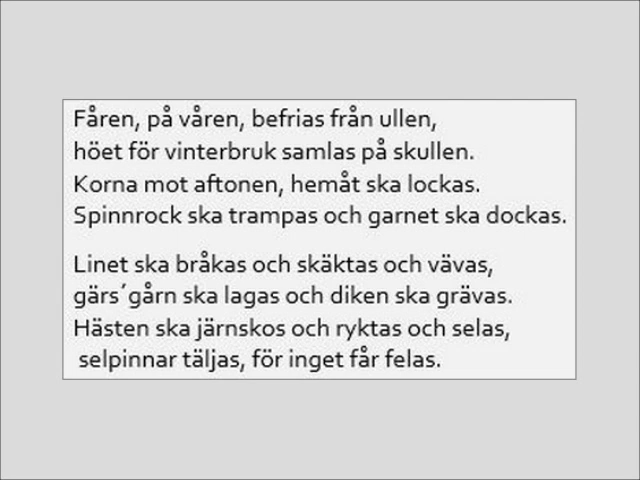 Fåren, på våren, befrias från ullen,
höet för vinterbruk samlas på skullen.
Korna mot aftonen, hemåt ska lockas.
Spinnrock ska trampas och garnet ska dockas.
Linet ska bråkas och skäktas och vävas,
gärs´gårn ska lagas och diken ska grävas.
Hästen ska järnskos och ryktas och selas,
selpinnar täljas, för inget får felas.